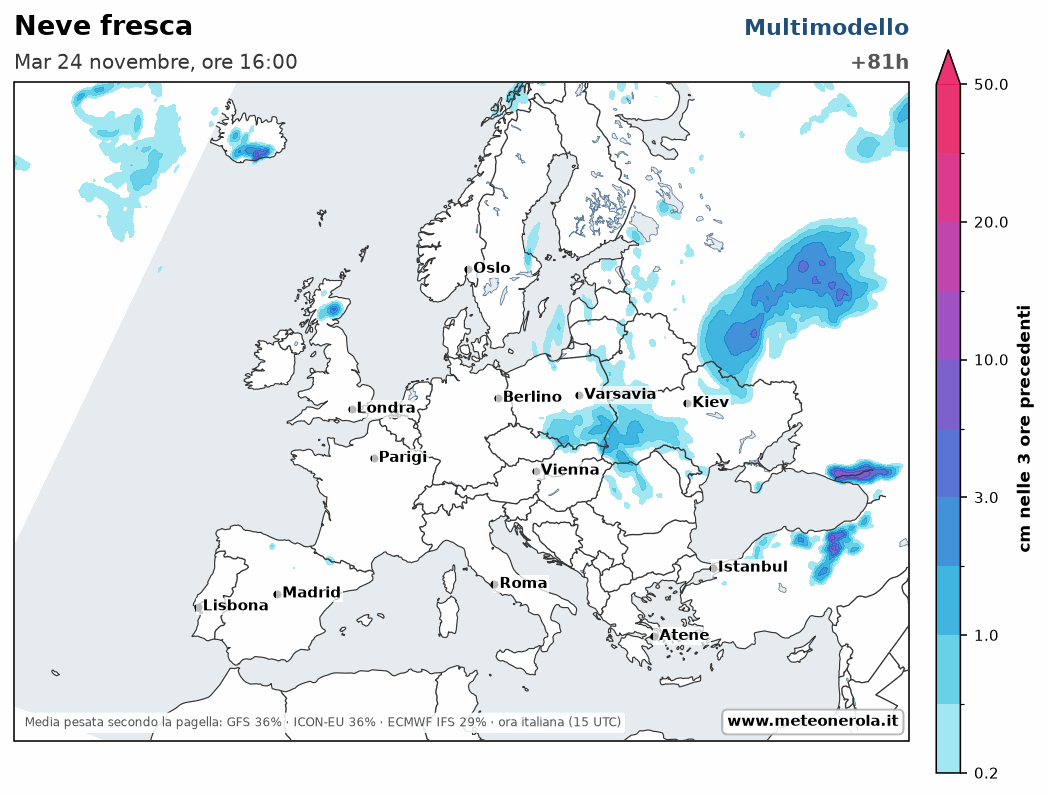 Neve fresca
Multimodello
Mar 24 novembre, ore 16:00
+81h
50.0
20.0
10.0
3.0
1.0
0.2
cm nelle 3 ore precedenti
Oslo
Berlino
Varsavia
Kiev
Londra
Parigi
Vienna
Istanbul
Roma
Madrid
Lisbona
Atene
Media pesata secondo la pagella: GFS 36% · ICON-EU 36% · ECMWF IFS 29% · ora italiana (15 UTC)
www.meteonerola.it